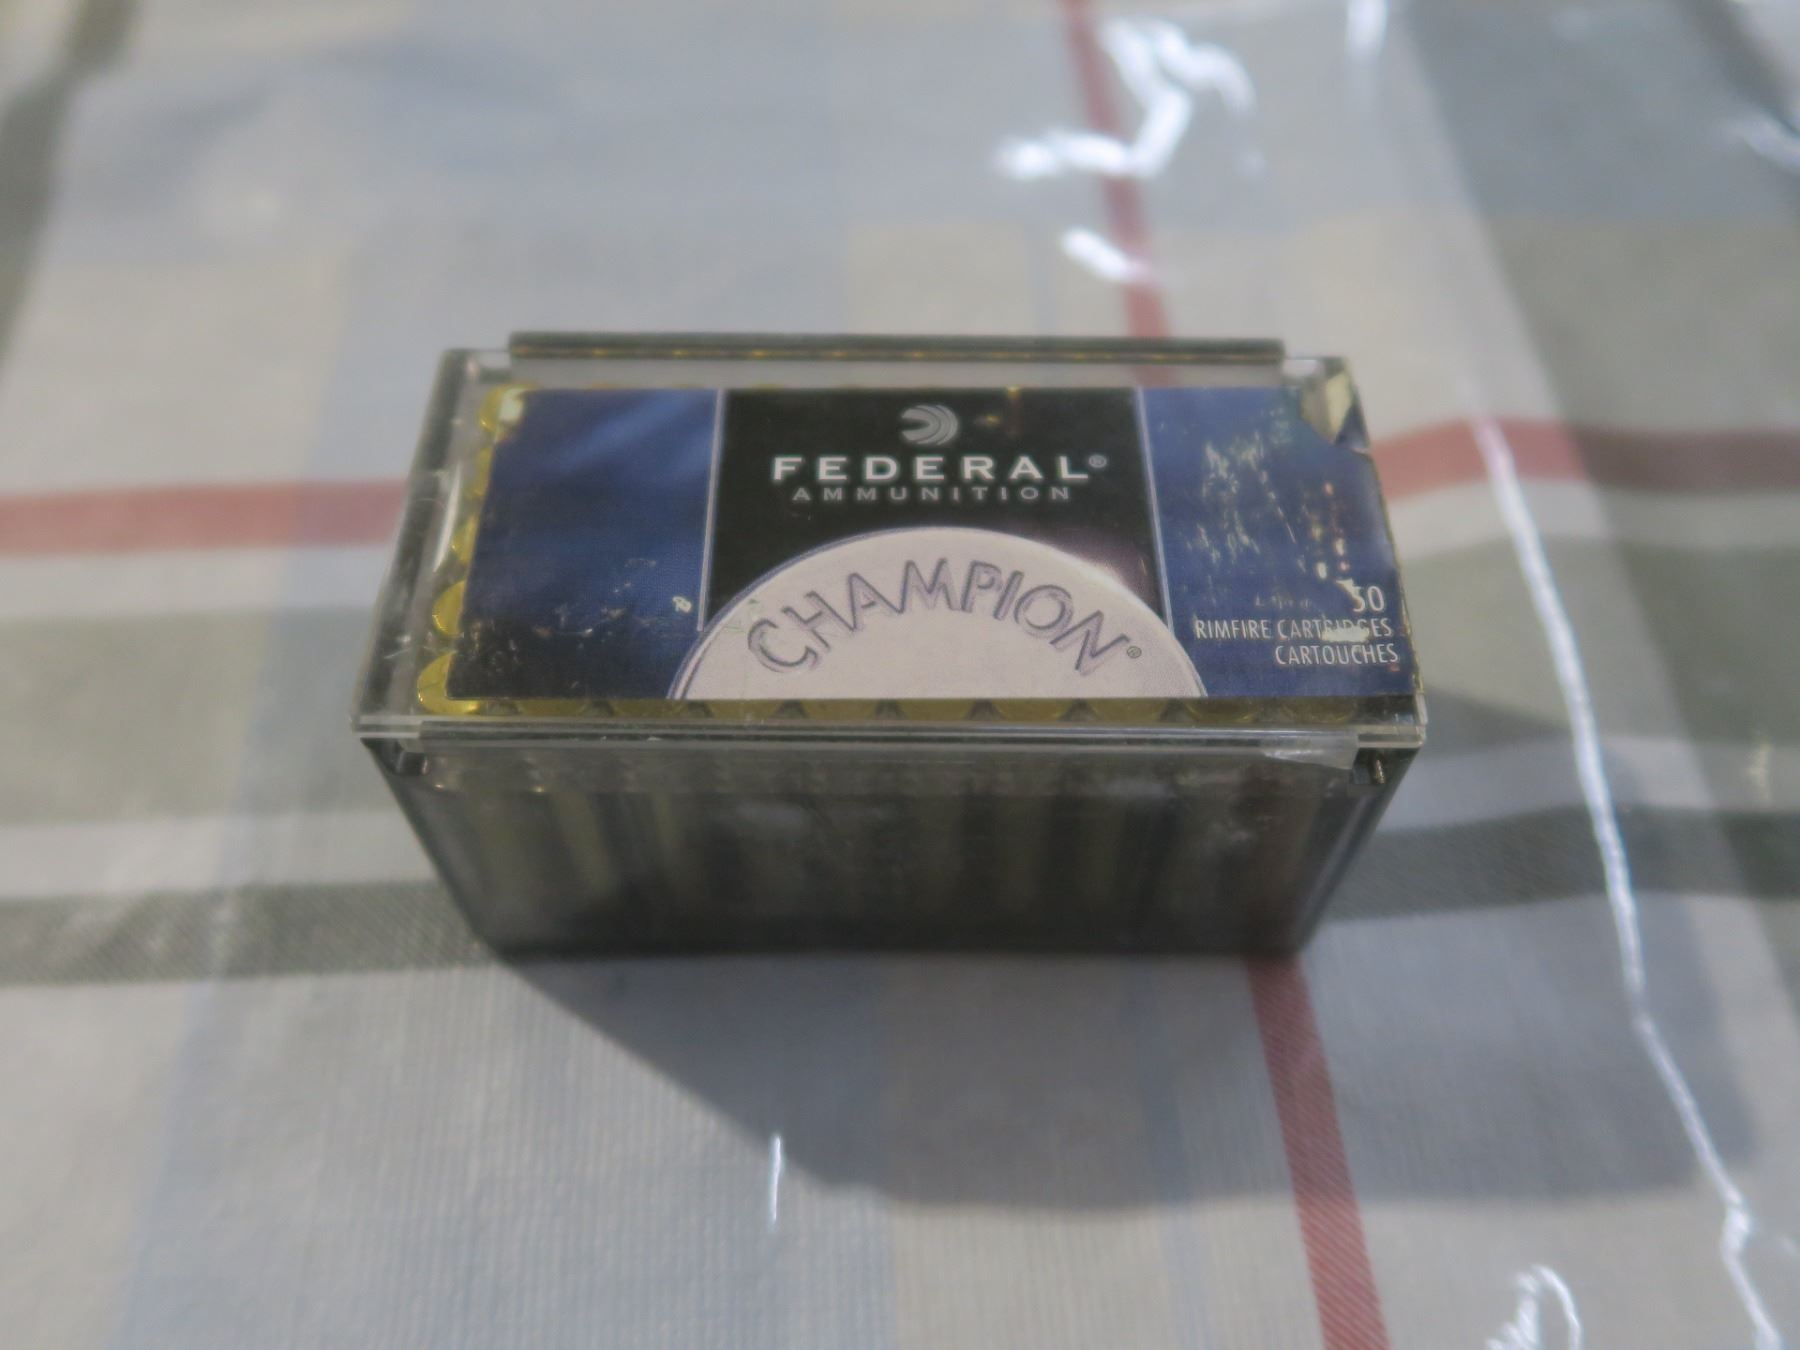 FEDERAL®
AMMUNITION
CHAMPION®
50
RIMFIRE CARTRIDGES
CARTOUCHES